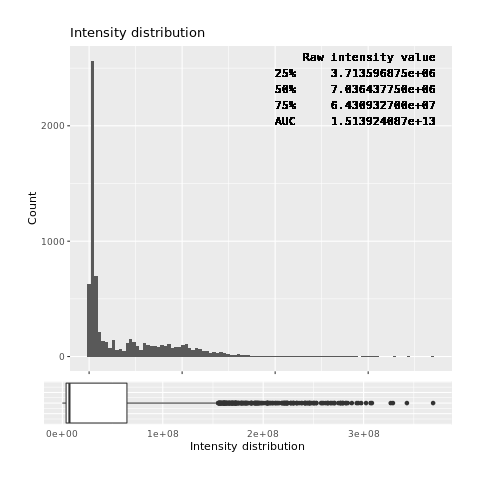 Intensity distribution
Raw intensity value
25% 3.713596875e+06
50% 7.036437750e+06
75% 6.430932700e+07
AUC 1.513924087e+13
Count
2000
1000
0
0e+00 1e+08 2e+08 3e+08
Intensity distribution